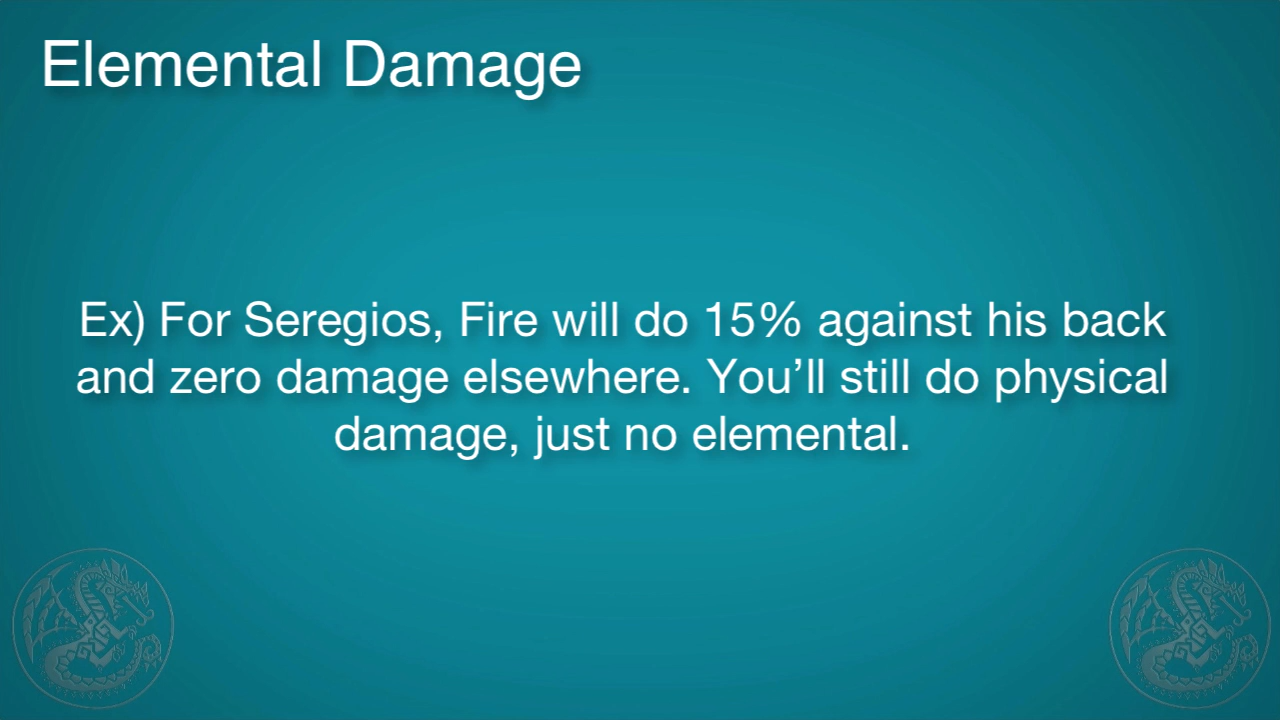 Elemental Damage
Ex) For Seregios, Fire will do 15% against his back
and zero damage elsewhere. You’ll still do physical
damage, just no elemental.